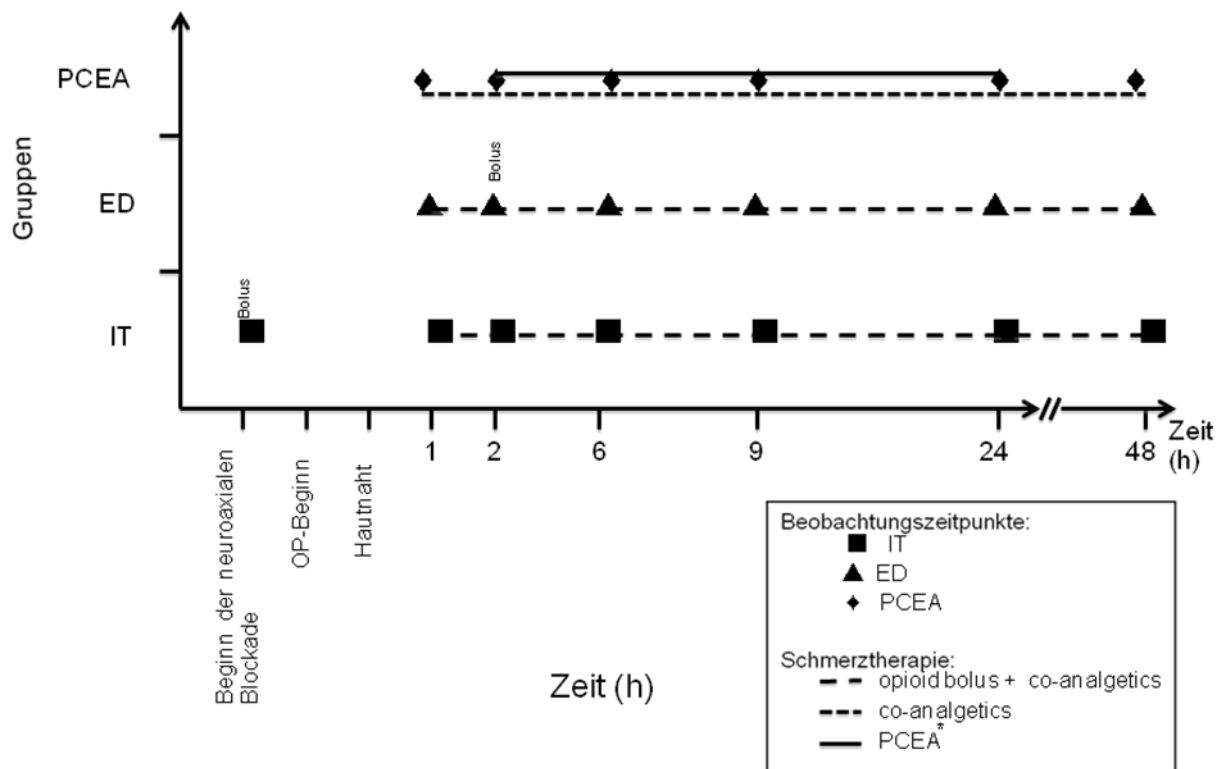 Gruppen
PCEA
ED
IT
Bolus
Bolus
1
2
6
9
24
48
Zeit
(h)
Beginn der neuroaxialen
Blockade
OP-Beginn
Hautnaht
Zeit (h)
Beobachtungszeitpunkte:
IT
ED
PCEA
Schmerztherapie:
opioid bolus + co-analgetics
co-analgetics
PCEA*